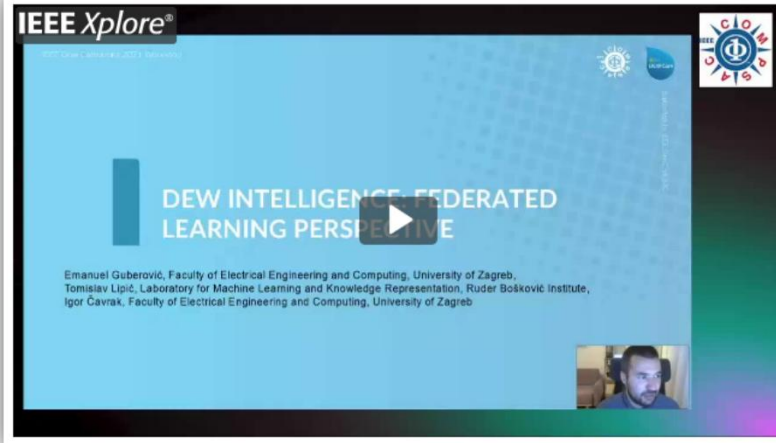 IEEE Xplore®
DEW INTELLIGENCE: FEDERATED
LEARNING PERSPECTIVE
Emanuel Guberović, Faculty of Electrical Engineering and Computing, University of Zagreb,
Tomislav Lipić, Laboratory for Machine Learning and Knowledge Representation, Ruder Bošković Institute,
Igor Čavrak, Faculty of Electrical Engineering and Computing, University of Zagreb
IEEE COMPSAC